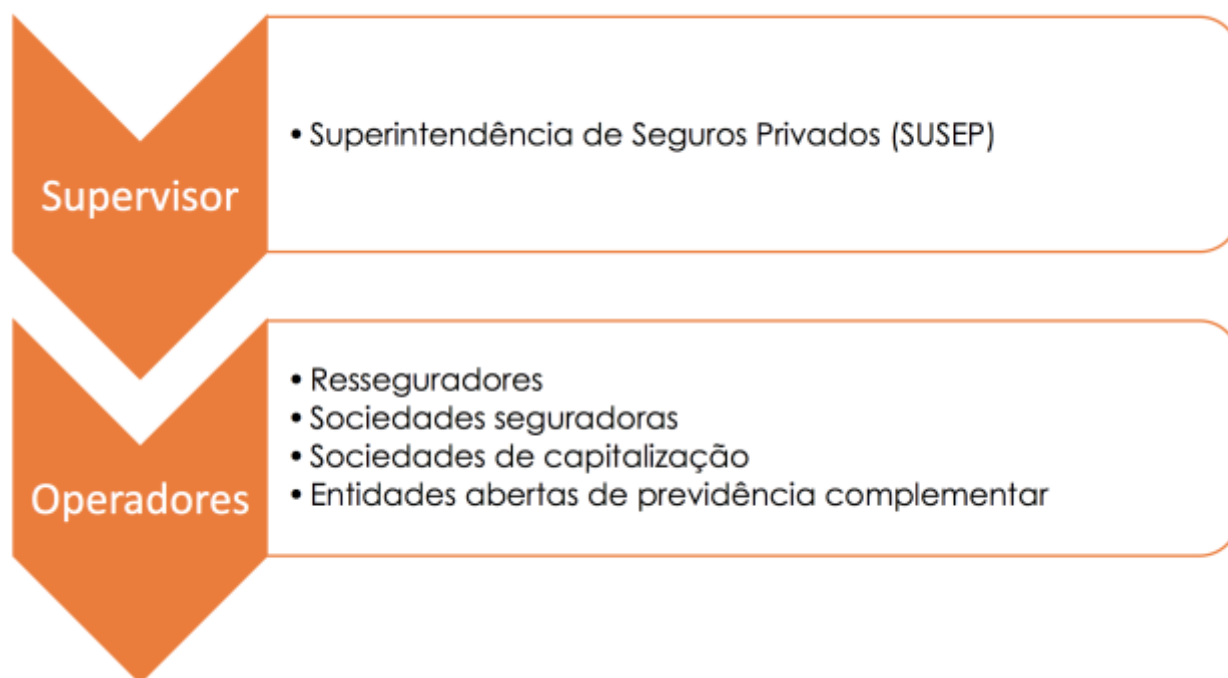 Supervisor
• Superintendência de Seguros Privados (SUSEP)
Operadores
• Resseguradores
• Sociedades seguradoras
• Sociedades de capitalização
• Entidades abertas de previdência complementar